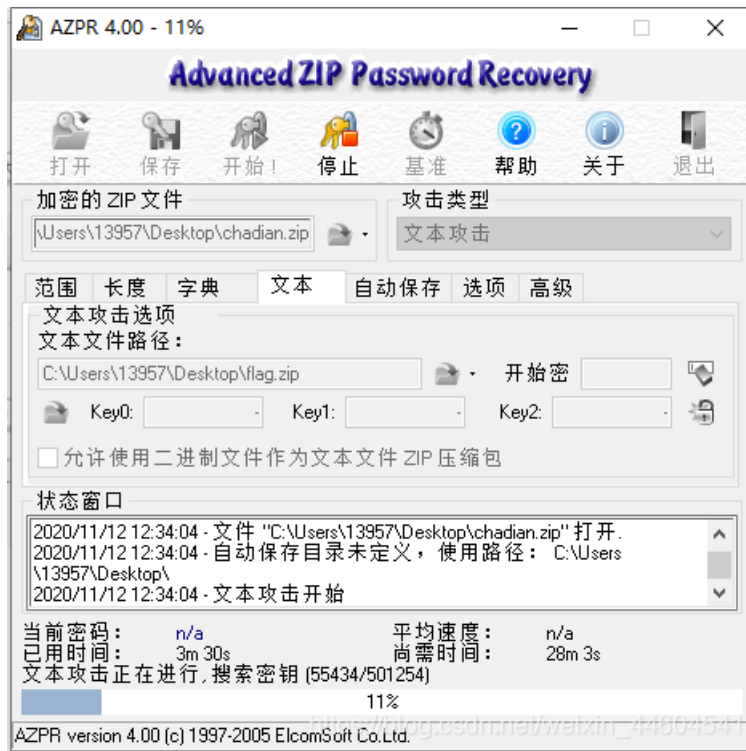 AZPR 4.00 - 11%
Advanced ZIP Password Recovery
打开 保存 开始! 停止 基准 帮助 关于 退出
加密的 ZIP 文件 攻击类型
\Users\13957\Desktop\chadian.zip 文本攻击
范围 长度 字典 文本 自动保存 选项 高级
文本攻击选项
文本文件路径:
C:\Users\13957\Desktop\flag.zip 开始密
Key0: Key1: Key2:
允许使用二进制文件作为文本文件 ZIP 压缩包
状态窗口
2020/11/12 12:34:04 - 文件 "C:\Users\13957\Desktop\chadian.zip" 打开.
2020/11/12 12:34:04 - 自动保存目录未定义，使用路径： C:\Users
\13957\Desktop\
2020/11/12 12:34:04 - 文本攻击开始
当前密码: n/a 平均速度: n/a
已用时间: 3m 30s 尚需时间: 28m 3s
文本攻击正在进行,搜索密钥 (55434/501254)
11%
https://blog.csdn.net/weixin_44604541
AZPR version 4.00 (c) 1997-2005 ElcomSoft Co.Ltd.